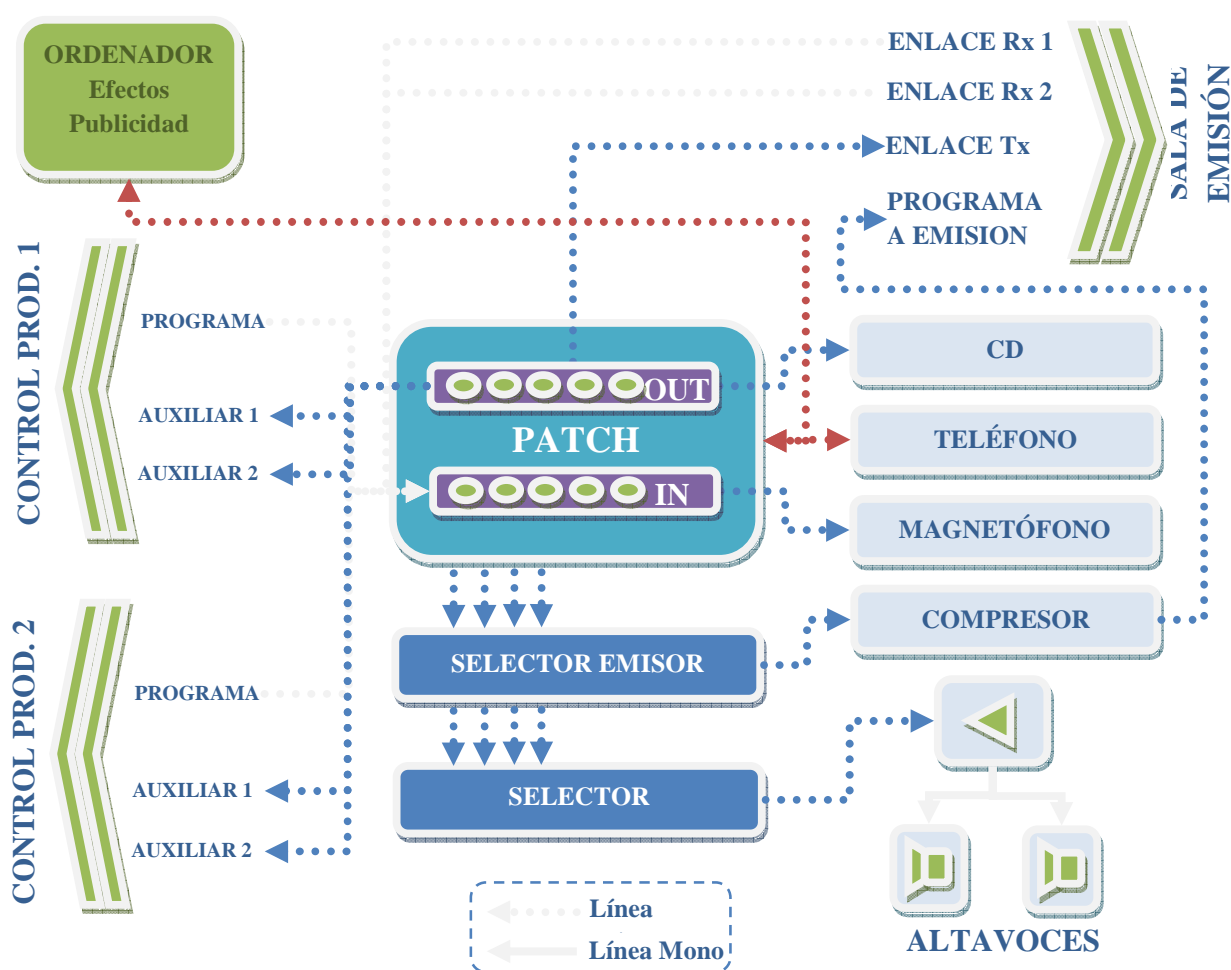 ORDENADOR
Efectos
Publicidad
ENLACE Rx 1
ENLACE Rx 2
ENLACE Tx
PROGRAMA
A EMISION
SALA DE
EMISIÓN
CONTROL PROD. 1
PROGRAMA
AUXILIAR 1
AUXILIAR 2
OUT
PATCH
IN
CD
TELÉFONO
MAGNETÓFONO
COMPRESOR
CONTROL PROD. 2
PROGRAMA
AUXILIAR 1
AUXILIAR 2
SELECTOR EMISOR
SELECTOR
ALTAVOCES
Línea
Línea Mono